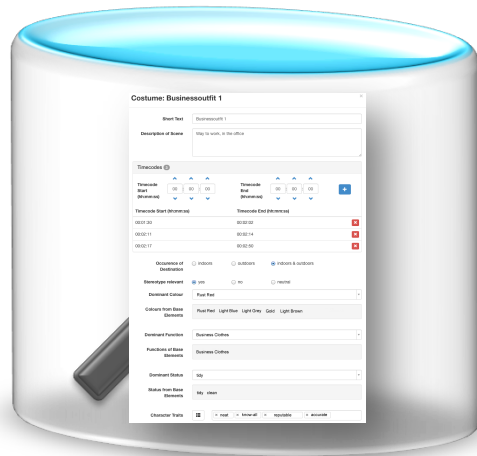 Costume: Businessoutfit 1
×
Short Text
Businessoutfit 1
Description of Scene
Way to work, in the office
Timecodes
Timecode Start (hh:mm:ss)
00 : 00 : 00
Timecode End (hh:mm:ss)
00 : 00 : 00
+
Timecode Start (hh:mm:ss) Timecode End (hh:mm:ss)
00:01:30 00:02:02
00:02:11 00:02:14
00:02:17 00:02:50
Occurence of Destination
indoors outdoors indoors & outdoors
Stereotype relevant
yes no neutral
Dominant Colour
Rust Red
Colours from Base Elements
Rust Red Light Blue Light Grey Gold Light Brown
Dominant Function
Business Clothes
Functions of Base Elements
Business Clothes
Dominant Status
tidy
Status from Base Elements
tidy clean
Character Traits
× neat × know-all × reputable × accurate